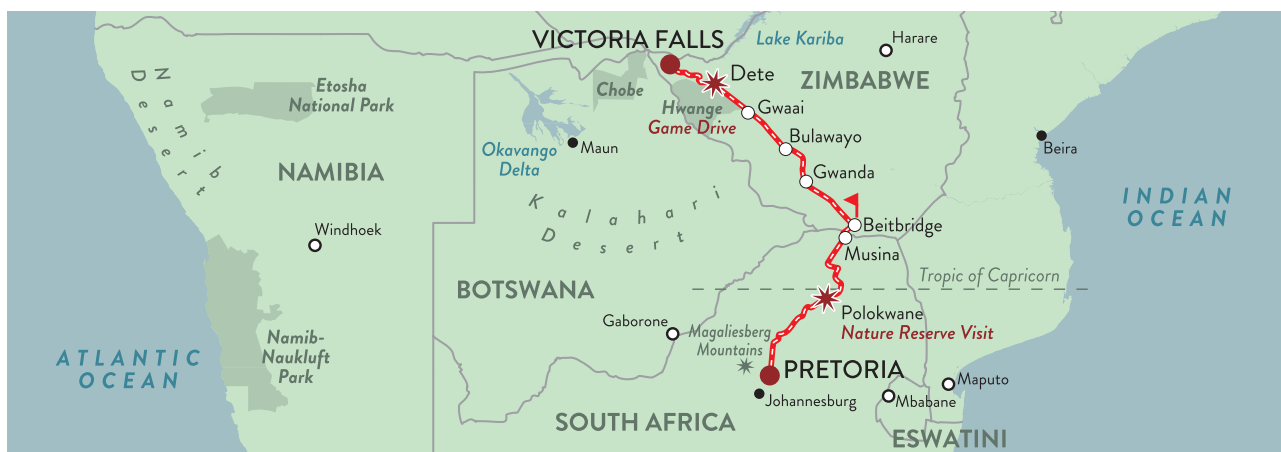 VICTORIA FALLS
Lake Kariba
Harare
Dete
ZIMBABWE
Namib
Desert
Etosha
National Park
Chobe
Hwange
Game Drive
Gwaai
Bulawayo
Beira
Okavango
Delta
Maun
NAMIBIA
Gwanda
Kalahari
Desert
INDIAN
OCEAN
Windhoek
Beitbridge
Musina
Tropic of Capricorn
BOTSWANA
Polokwane
Nature Reserve Visit
Gaborone
Magaliesberg
Mountains
Namib-
Naukluft
Park
ATLANTIC
OCEAN
PRETORIA
Johannesburg
Maputo
Mbabane
SOUTH AFRICA
ESWATINI